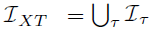 𝓘_{XT} = ⋃_τ 𝓘_τ